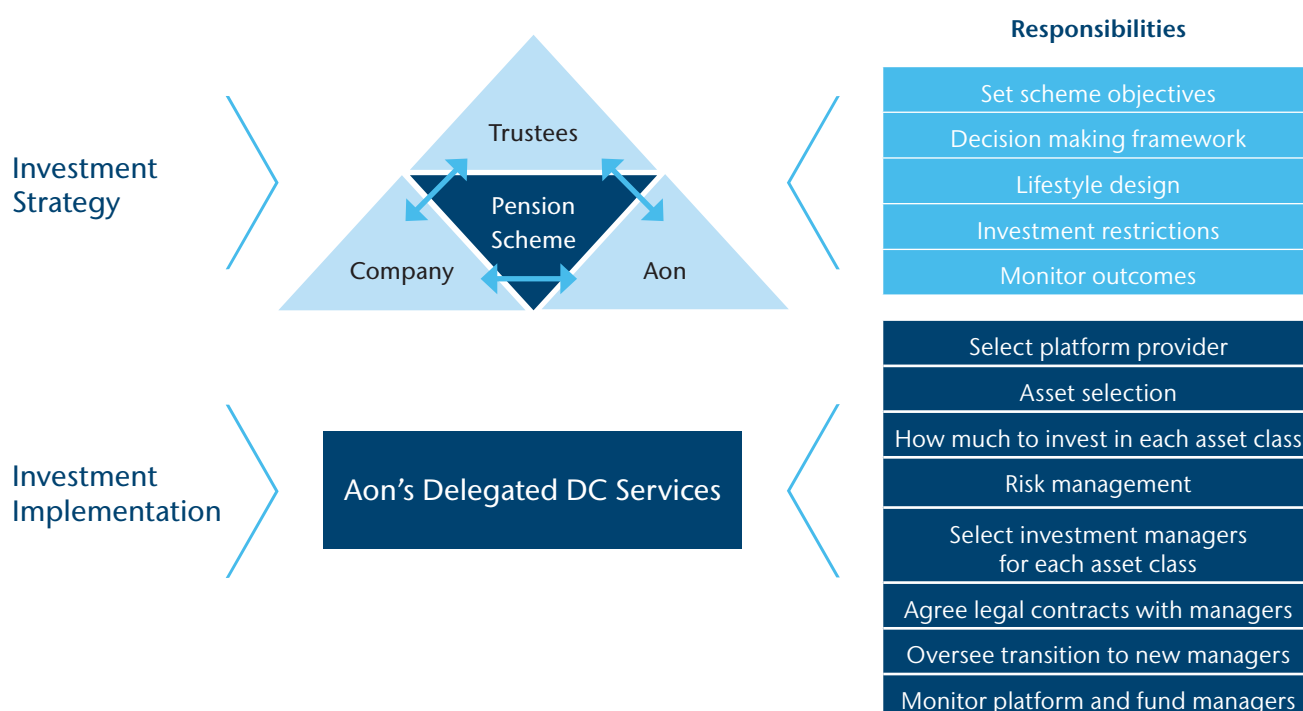 Responsibilities
Investment
Strategy
Trustees
Pension
Scheme
Company
Aon
Set scheme objectives
Decision making framework
Lifestyle design
Investment restrictions
Monitor outcomes
Investment
Implementation
Aon’s Delegated DC Services
Select platform provider
Asset selection
How much to invest in each asset class
Risk management
Select investment managers
for each asset class
Agree legal contracts with managers
Oversee transition to new managers
Monitor platform and fund managers